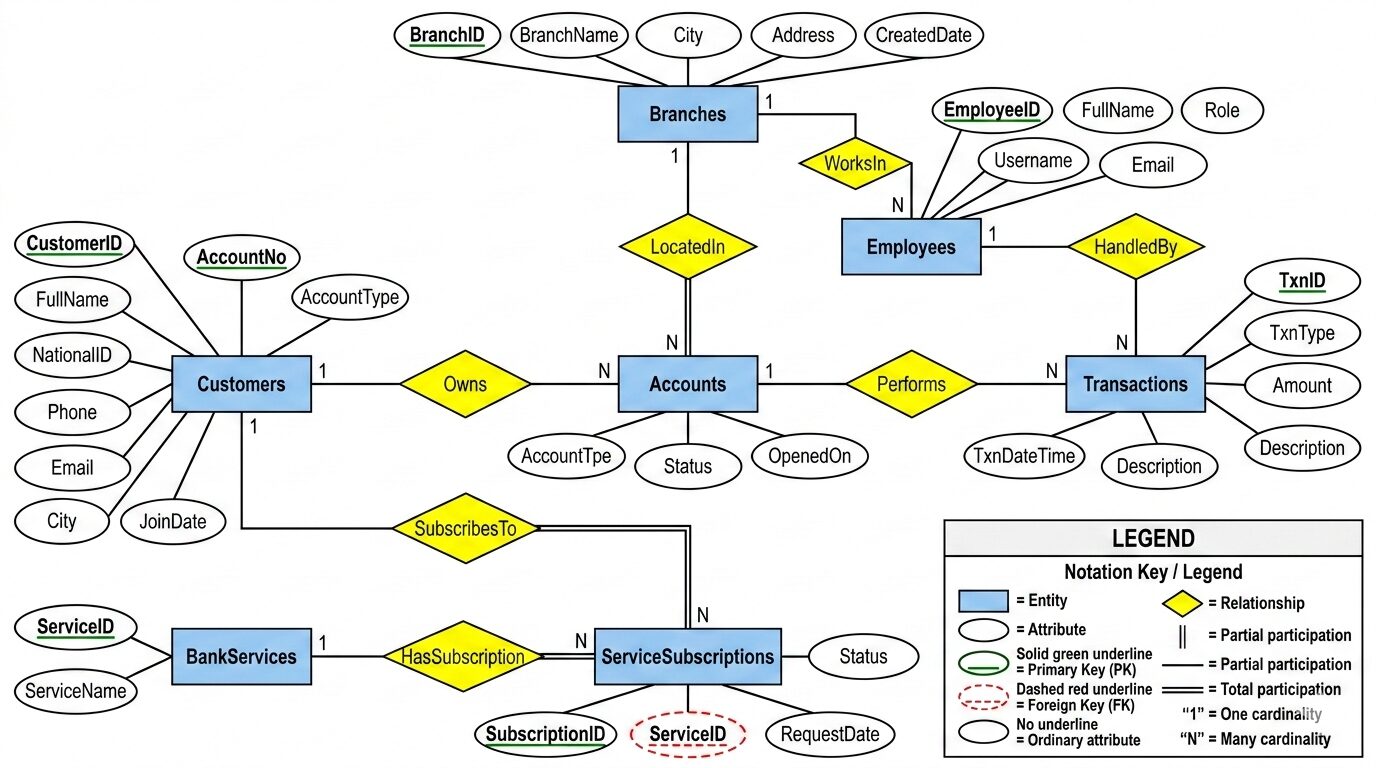 BranchID BranchName City Address CreatedDate
Branches 1
EmployeeID FullName Role
WorksIn Username Email
1
N
LocatedIn Employees 1 HandledBy
CustomerID AccountNo
TxnID
FullName AccountType
TxnType
NationalID N N
Customers 1 Owns N Accounts 1 Performs N Transactions Amount
Phone 1
AccountTpe Status OpenedOn TxnDateTime Description Description
Email
City JoinDate
SubscribesTo
LEGEND
Notation Key / Legend
= Entity = Relationship
= Attribute = Partial participation
Solid green underline
= Primary Key (PK) = Partial participation
Dashed red underline
= Foreign Key (FK) = Total participation
No underline
= Ordinary attribute
"1" = One cardinality
"N" = Many cardinality
N
ServiceID
BankServices 1 HasSubscription N ServiceSubscriptions Status
ServiceName
SubscriptionID ServiceID RequestDate